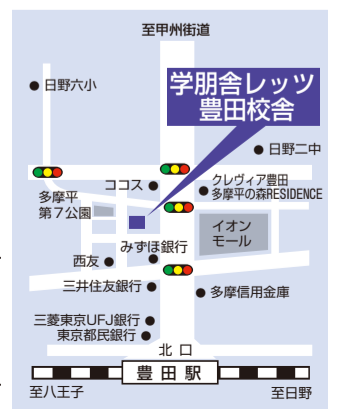 至甲州街道
学朋舎レッツ
豊田校舎
日野六小
日野二中
ココス
クレヴィア豊田
多摩平の森RESIDENCE
多摩平
第7公園
イオン
モール
みずほ銀行
西友
三井住友銀行
多摩信用金庫
三菱東京UFJ銀行
東京都民銀行
北口
豊田駅
至八王子
至日野